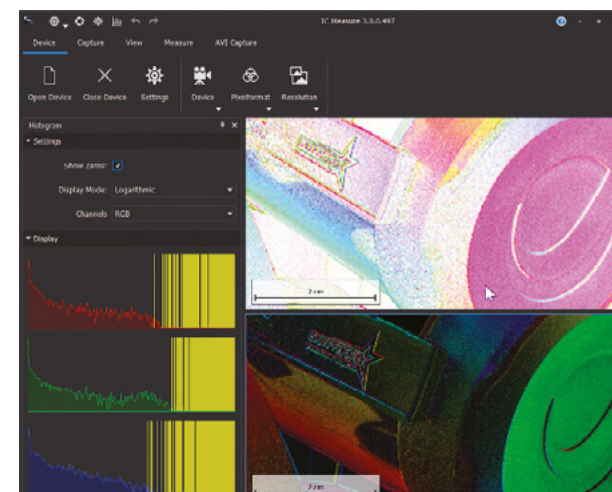 IC Measure 3.0.0.497
Device Capture View Measure AVI Capture
Open Device Close Device Settings Device Pixelformat Resolution
Histogram
Settings
Show zeros:
Display Mode: Logarithmic
Channels RGB
Display
2 cm
2 cm